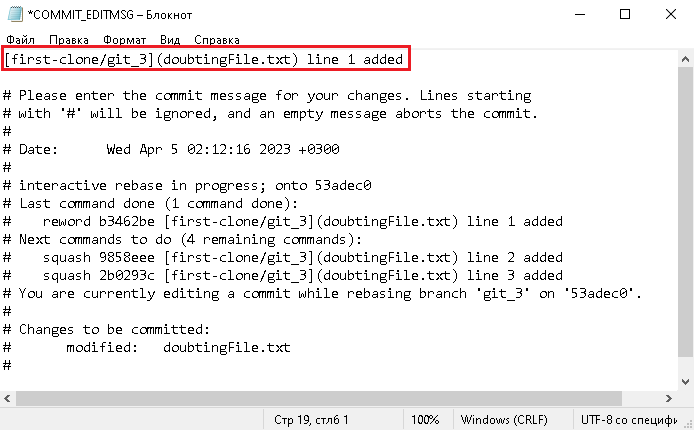 *COMMIT_EDITMSG – Блокнот
Файл Правка Формат Вид Справка
[first-clone/git_3](doubtingFile.txt) line 1 added
# Please enter the commit message for your changes. Lines starting
# with '#' will be ignored, and an empty message aborts the commit.
#
# Date:      Wed Apr 5 02:12:16 2023 +0300
#
# interactive rebase in progress; onto 53adec0
# Last command done (1 command done):
#    reword b3462be [first-clone/git_3](doubtingFile.txt) line 1 added
# Next commands to do (4 remaining commands):
#    squash 9858eee [first-clone/git_3](doubtingFile.txt) line 2 added
#    squash 2b0293c [first-clone/git_3](doubtingFile.txt) line 3 added
# You are currently editing a commit while rebasing branch 'git_3' on '53adec0'.
#
# Changes to be committed:
#       modified:   doubtingFile.txt
#
Стр 19, стлб 1 100% Windows (CRLF) UTF-8 со специфи